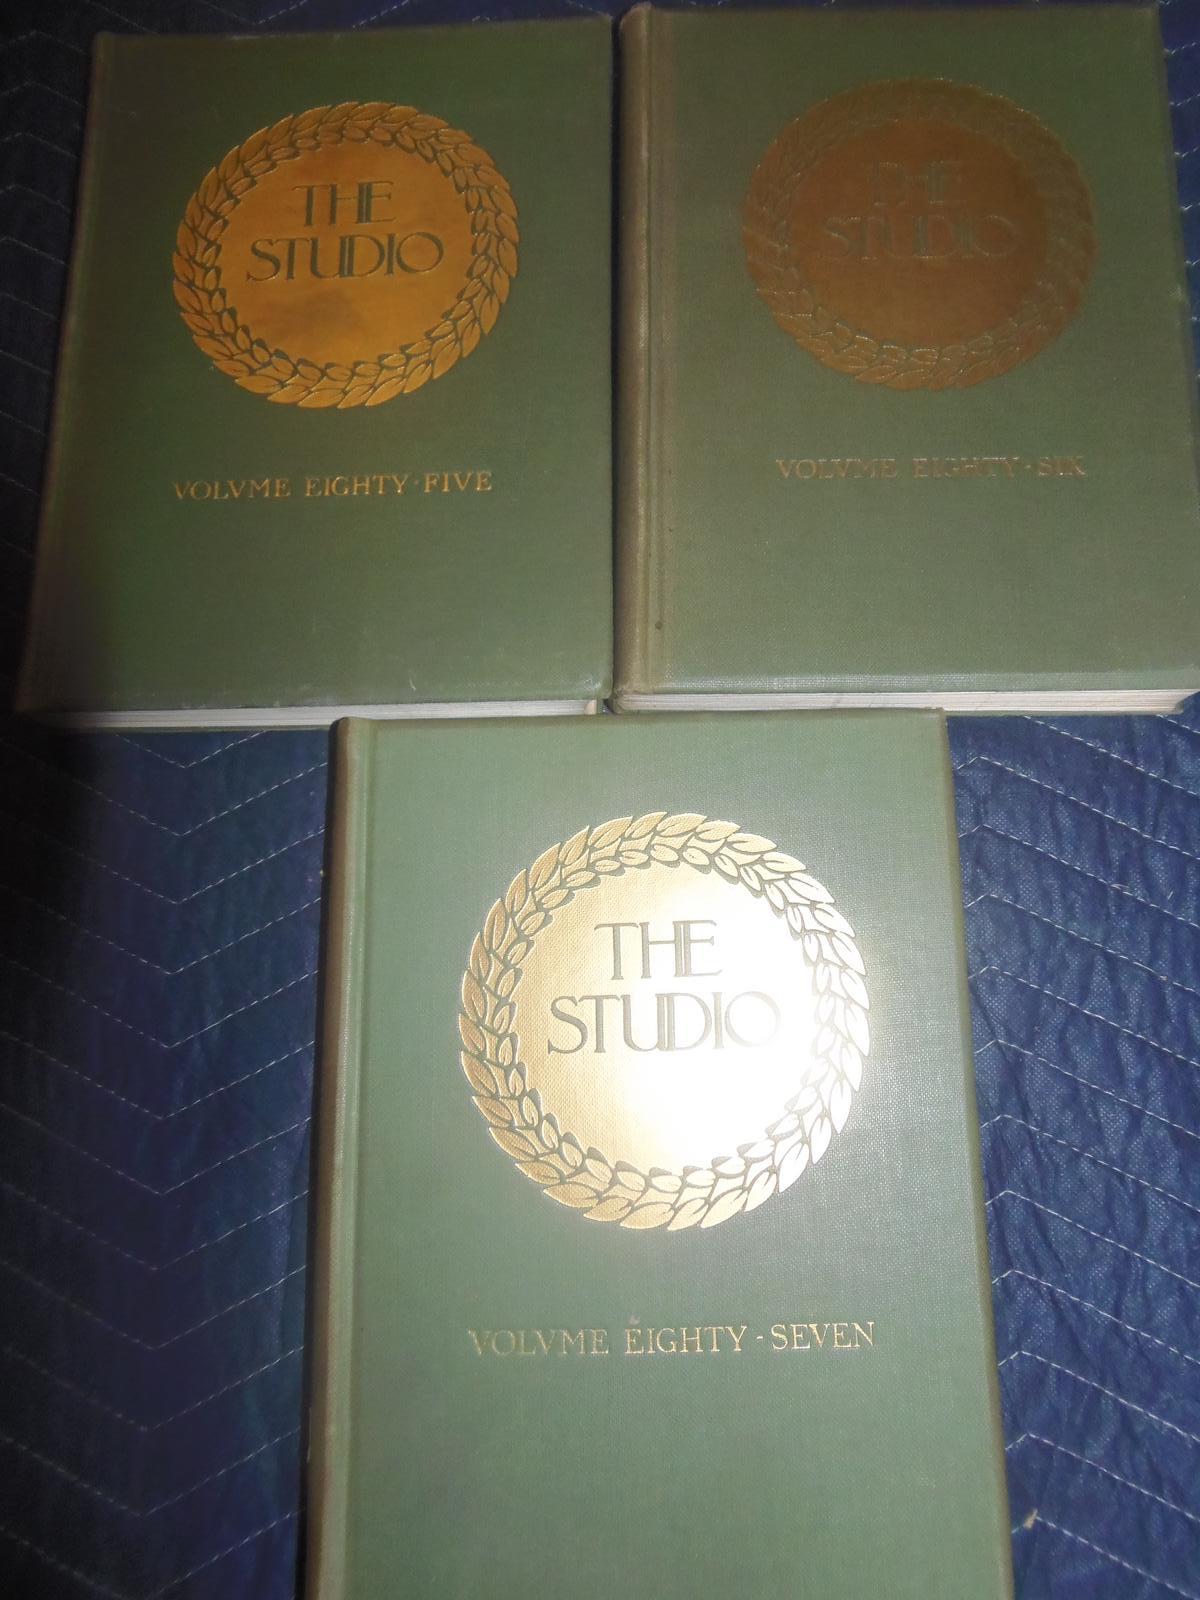 THE
STUDIO
VOLVME EIGHTY·FIVE
THE
STUDIO
VOLVME EIGHTY·SIX
THE
STUDIO
VOLVME EIGHTY-SEVEN